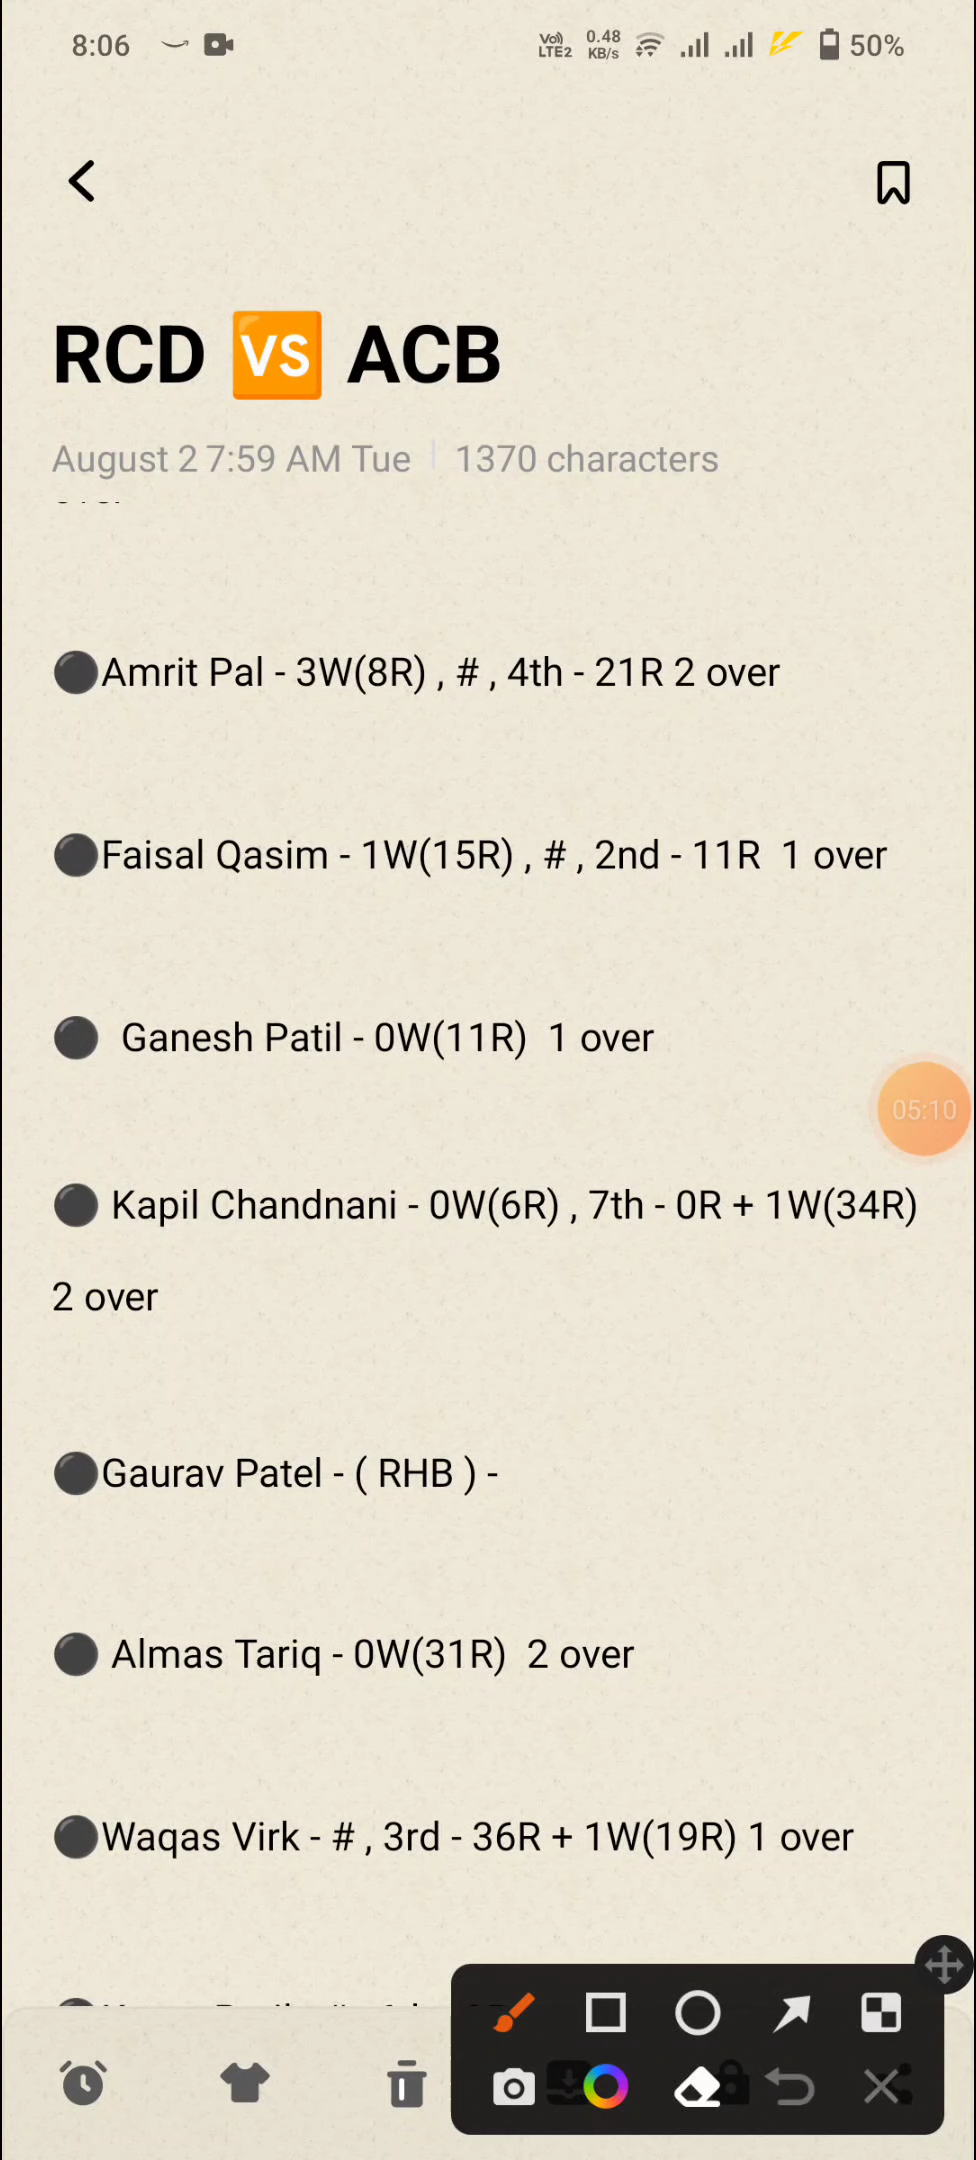 8:06 Vo) LTE2 0.48 KB/s 50%
RCD VS ACB
August 2 7:59 AM Tue | 1370 characters
Amrit Pal - 3W(8R) , # , 4th - 21R 2 over
Faisal Qasim - 1W(15R) , # , 2nd - 11R 1 over
Ganesh Patil - 0W(11R) 1 over
05:10
Kapil Chandnani - 0W(6R) , 7th - 0R + 1W(34R)
2 over
Gaurav Patel - ( RHB ) -
Almas Tariq - 0W(31R) 2 over
Waqas Virk - # , 3rd - 36R + 1W(19R) 1 over